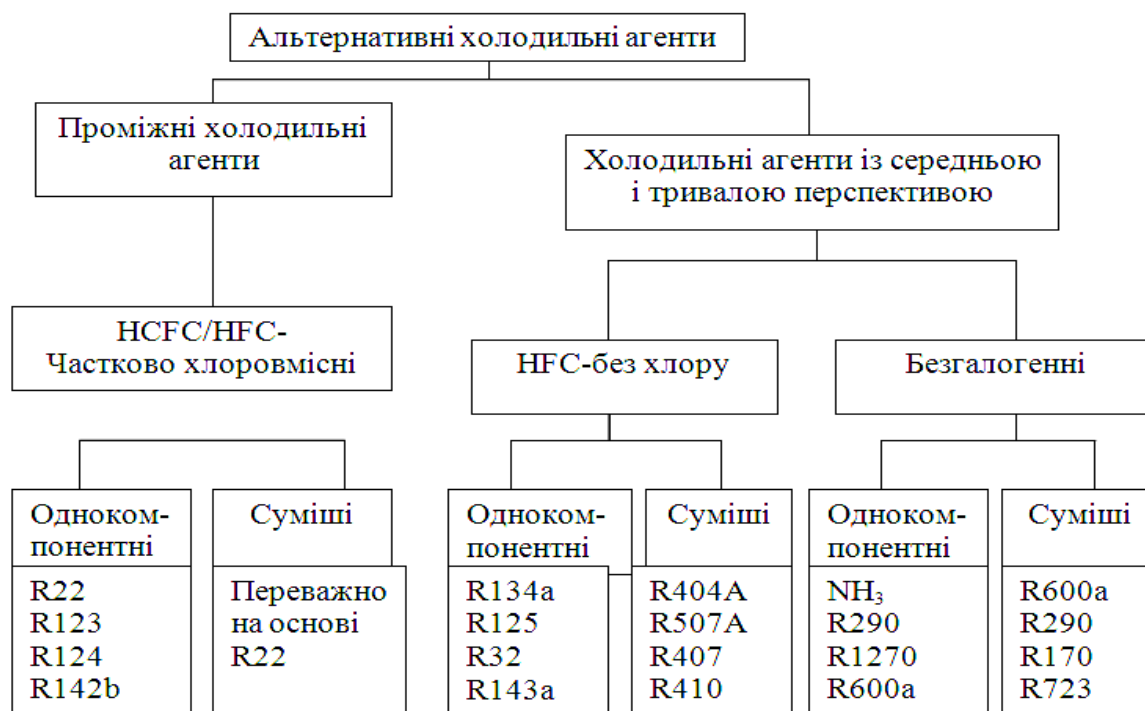 Альтернативні холодильні агенти
Проміжні холодильні
агенти
Холодильні агенти із середньою
і тривалою перспективою
HCFC/HFC-
Частково хлоровмісні
HFC-без хлору
Безгалогенні
Одноком-
понентні
R22
R123
R124
R142b
Суміші
Переважно
на основі
R22
Одноком-
понентні
R134a
R125
R32
R143a
Суміші
R404A
R507A
R407
R410
Одноком-
понентні
NH₃
R290
R1270
R600a
Суміші
R600a
R290
R170
R723